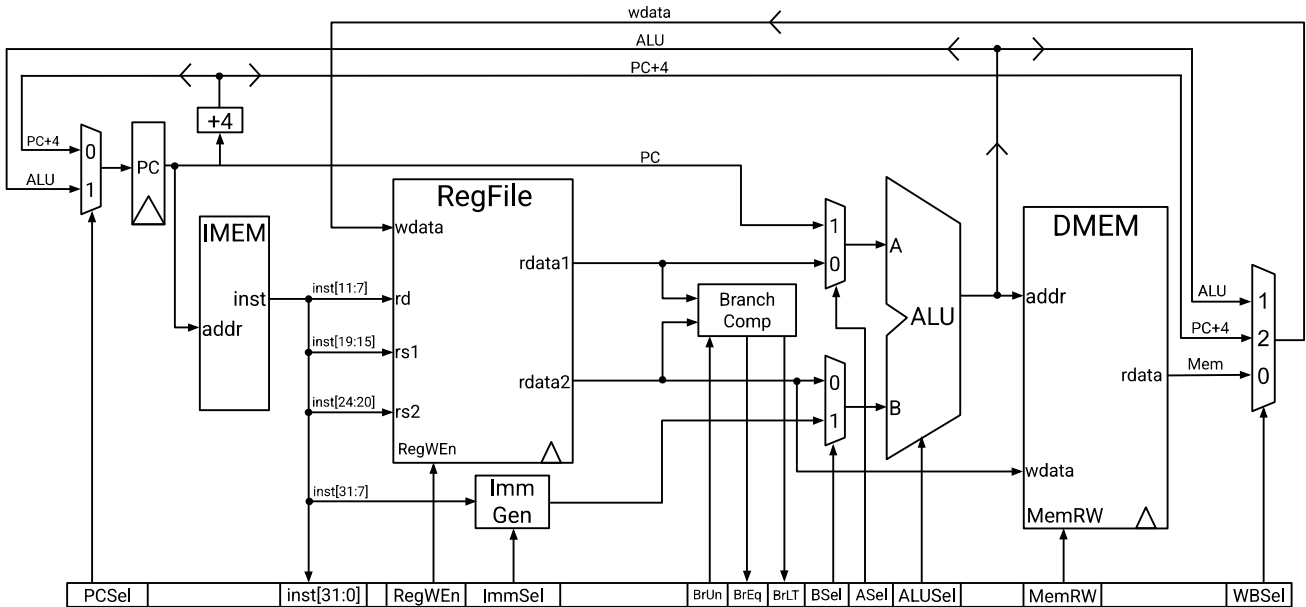 wdata
ALU
PC+4
+4
PC+4
0
ALU
1
PC
PC
IMEM
inst
addr
inst[11:7]
inst[19:15]
inst[24:20]
inst[31:7]
RegFile
wdata
rdata1
rd
rs1
rdata2
rs2
RegWEn
Imm
Gen
Branch
Comp
1
0
0
1
A
ALU
B
DMEM
addr
rdata
wdata
MemRW
ALU
1
PC+4
2
Mem
0
PCSel inst[31:0] RegWEn ImmSel BrUn BrEq BrLT BSel ASel ALUSel MemRW WBSel